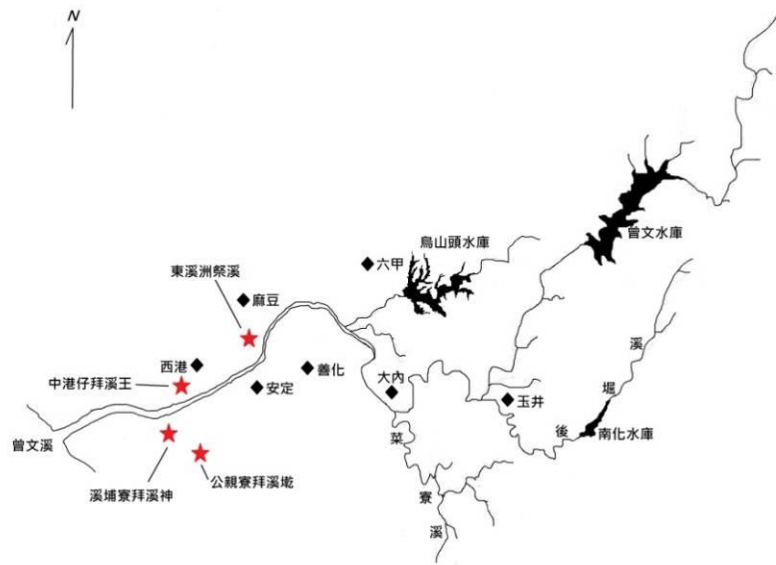 N
曾文水庫
烏山頭水庫
六甲
東溪洲祭溪
麻豆
西港
善化
溪
中港仔拜溪王
安定
大內
玉井
堀
後
南化水庫
菜
曾文溪
溪埔寮拜溪神
公親寮拜溪墘
寮
溪